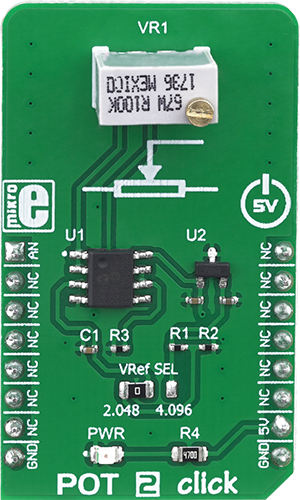 VR1
67W R100K
1736 MEXICO
mikro
e
5V
U1 U2
AN NC
NC NC
NC NC
NC NC
NC NC
NC NC
NC 5V
GND GND
C1 R3 R1 R2
VRef SEL
0
2.048 4.096
PWR R4
4700
POT 2 click